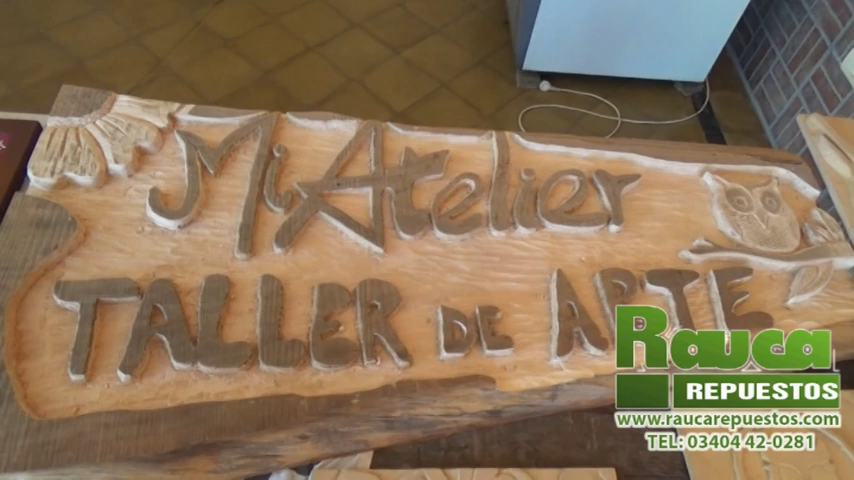 Mi Atelier
TALLER DE ARTE
Rauca
REPUESTOS
www.raucarepuestos.com
TEL: 03404 42-0281